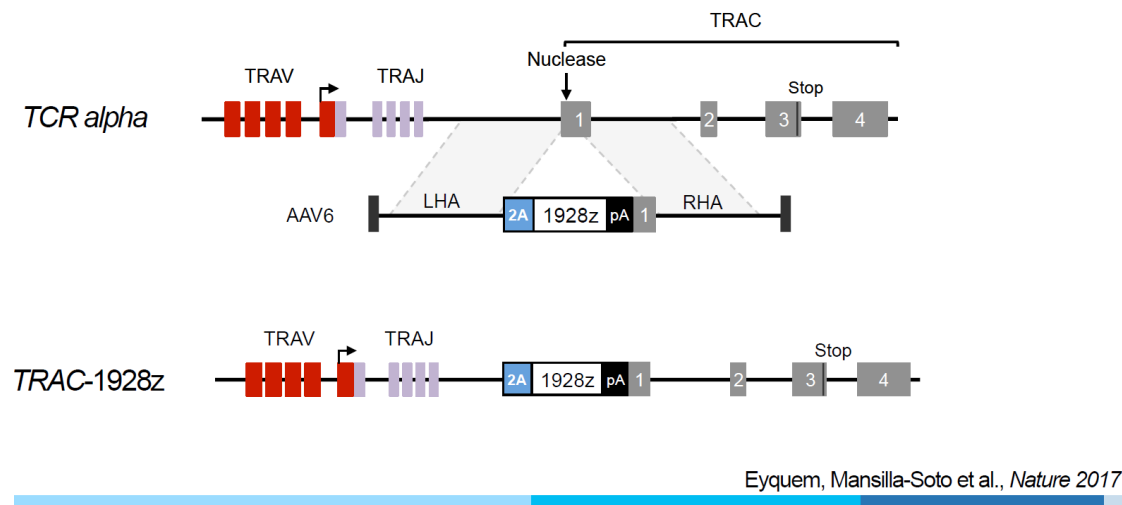 TRAC
Nuclease
TRAV
TRAJ
Stop
TCR alpha
1
2
3
4
LHA
RHA
AAV6
2A
1928z
pA
1
TRAV
TRAJ
Stop
TRAC-1928z
2A
1928z
pA
1
2
3
4
Eyquem, Mansilla-Soto et al., Nature 2017